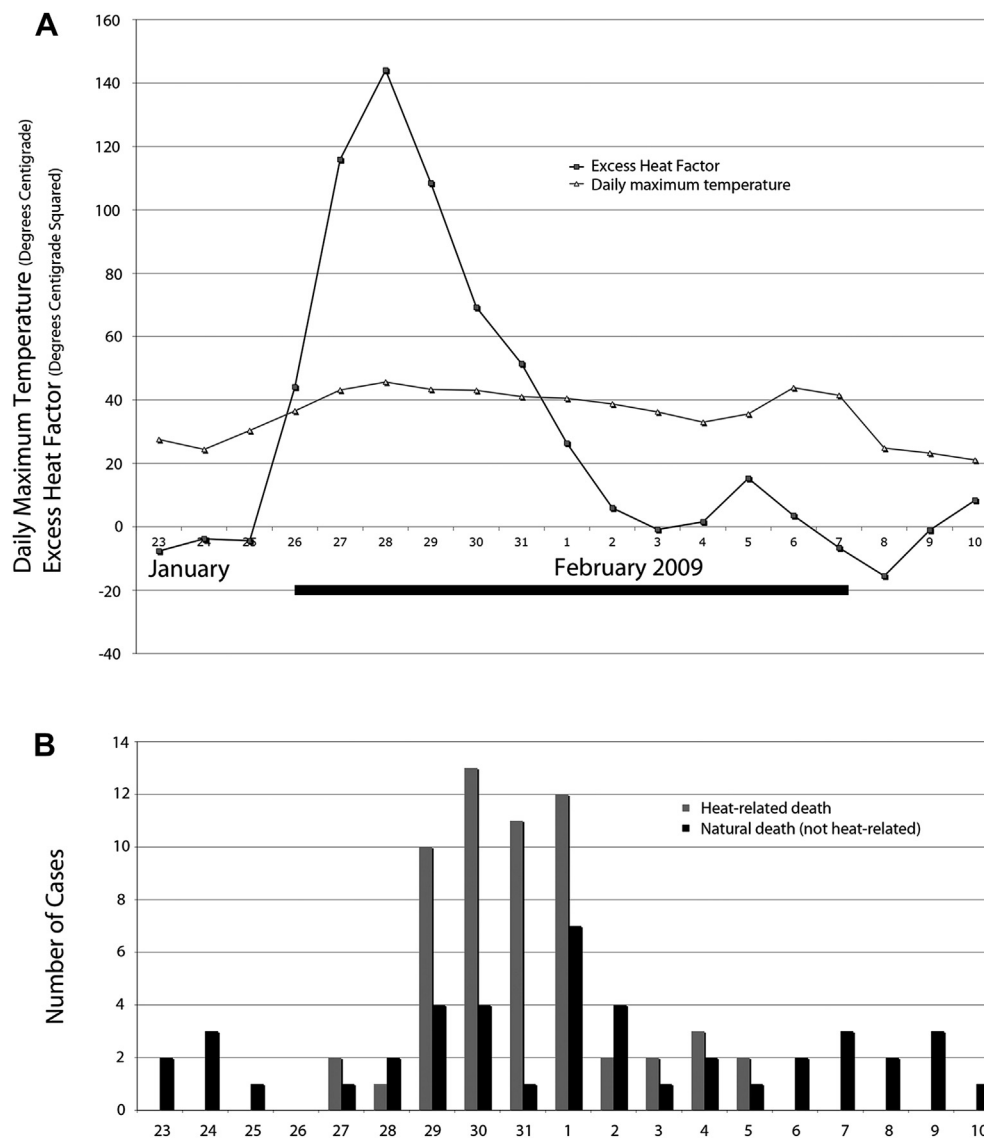 A
160
140
120
100
80
60
40
20
0
-20
-40
Daily Maximum Temperature (Degrees Centigrade)
Excess Heat Factor (Degrees Centigrade Squared)
Excess Heat Factor
Daily maximum temperature
23 24 25 26 27 28 29 30 31 1 2 3 4 5 6 7 8 9 10
January February 2009
B
14
12
10
8
6
4
2
0
Number of Cases
Heat-related death
Natural death (not heat-related)
23 24 25 26 27 28 29 30 31 1 2 3 4 5 6 7 8 9 10